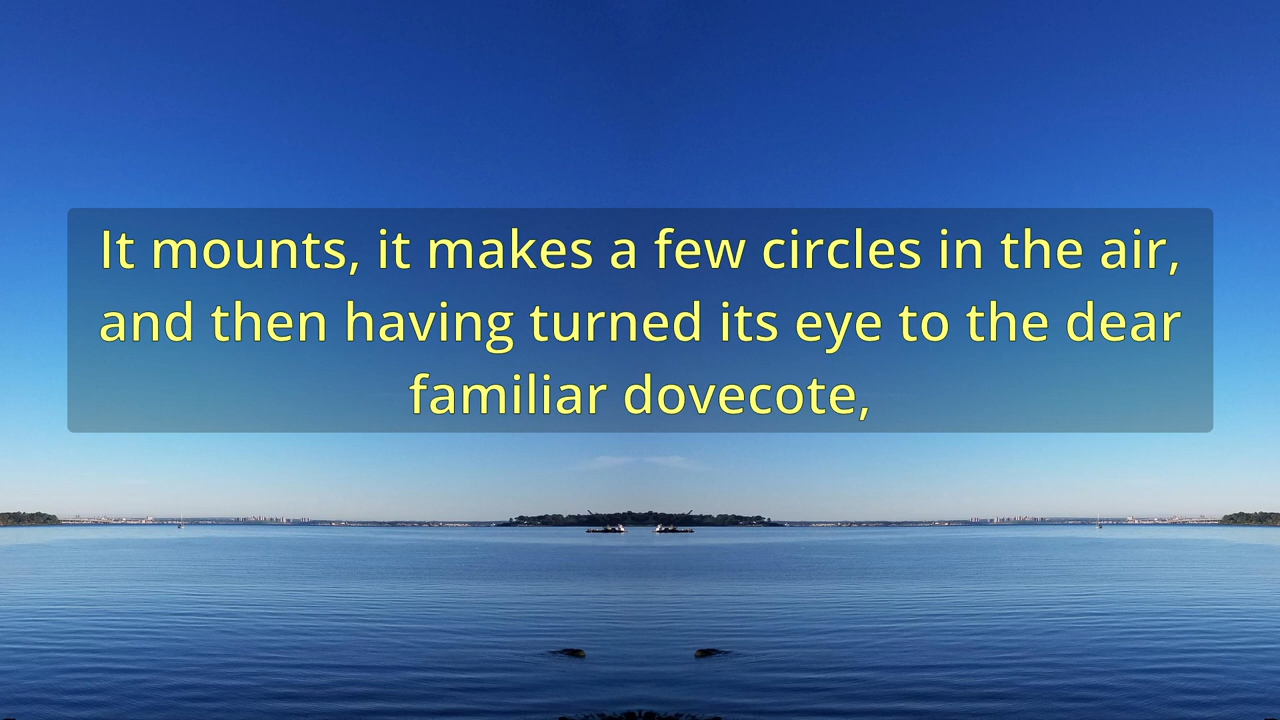 It mounts, it makes a few circles in the air,
and then having turned its eye to the dear
familiar dovecote,